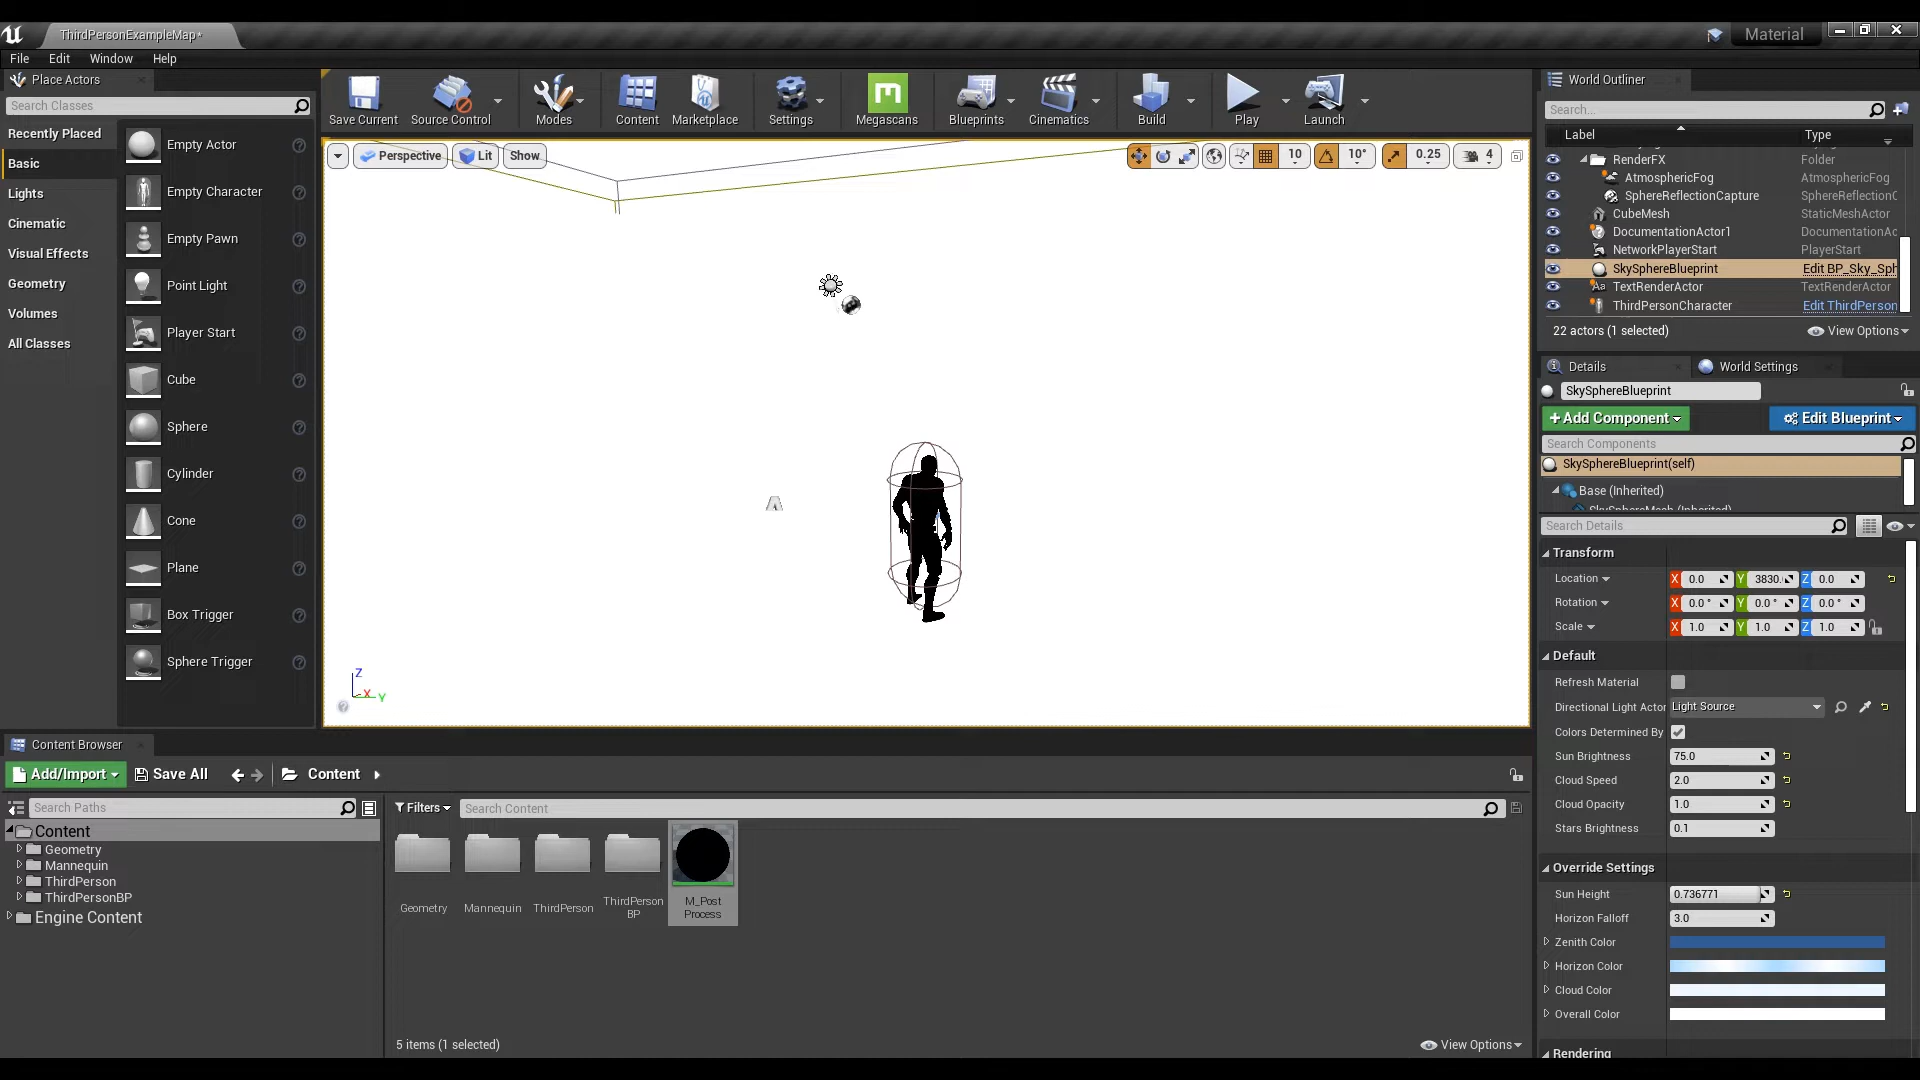 ThirdPersonExampleMap*
Material
File Edit Window Help
Place Actors
Search Classes
Recently Placed
Basic
Lights
Cinematic
Visual Effects
Geometry
Volumes
All Classes
Empty Actor
Empty Character
Empty Pawn
Point Light
Player Start
Cube
Sphere
Cylinder
Cone
Plane
Box Trigger
Sphere Trigger
Save Current Source Control Modes Content Marketplace Settings Megascans Blueprints Cinematics Build Play Launch
Perspective Lit Show
10 10° 0.25 4
Z
X
Y
World Outliner
Search...
Label Type
RenderFX Folder
AtmosphericFog AtmosphericFog
SphereReflectionCapture SphereReflectionC
CubeMesh StaticMeshActor
DocumentationActor1 DocumentationAc
NetworkPlayerStart PlayerStart
SkySphereBlueprint Edit BP_Sky_Sph
TextRenderActor TextRenderActor
ThirdPersonCharacter Edit ThirdPerson
22 actors (1 selected) View Options
Details World Settings
SkySphereBlueprint
+Add Component Edit Blueprint
Search Components
SkySphereBlueprint(self)
Base (Inherited)
SkySphereMesh (Inherited)
Search Details
Transform
Location X 0.0 Y 3830. Z 0.0
Rotation X 0.0 ° Y 0.0 ° Z 0.0 °
Scale X 1.0 Y 1.0 Z 1.0
Default
Refresh Material
Directional Light Actor Light Source
Colors Determined By
Sun Brightness 75.0
Cloud Speed 2.0
Cloud Opacity 1.0
Stars Brightness 0.1
Override Settings
Sun Height 0.736771
Horizon Falloff 3.0
Zenith Color
Horizon Color
Cloud Color
Overall Color
Rendering
Content Browser
Add/Import Save All Content
Search Paths
Content
Geometry
Mannequin
ThirdPerson
ThirdPersonBP
Engine Content
Filters Search Content
Geometry
Mannequin
ThirdPerson
ThirdPerson
BP
M_Post
Process
5 items (1 selected) View Options